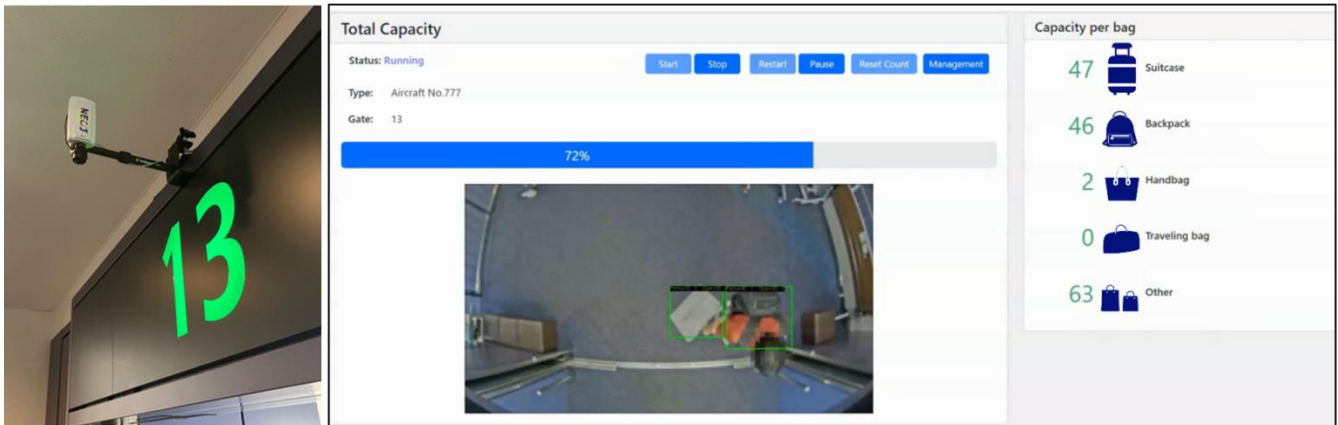 NEC
13
Total Capacity
Status: Running
Start
Stop
Restart
Pause
Reset Count
Management
Type: Aircraft No.777
Gate: 13
72%
Capacity per bag
47 Suitcase
46 Backpack
2 Handbag
0 Traveling bag
63 Other